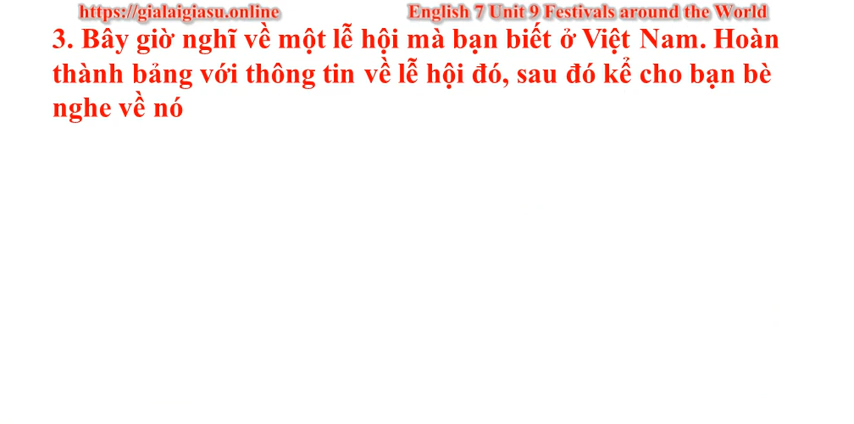 https://gialaigiasu.online English 7 Unit 9 Festivals around the World
3. Bây giờ nghĩ về một lễ hội mà bạn biết ở Việt Nam. Hoàn
thành bảng với thông tin về lễ hội đó, sau đó kể cho bạn bè
nghe về nó